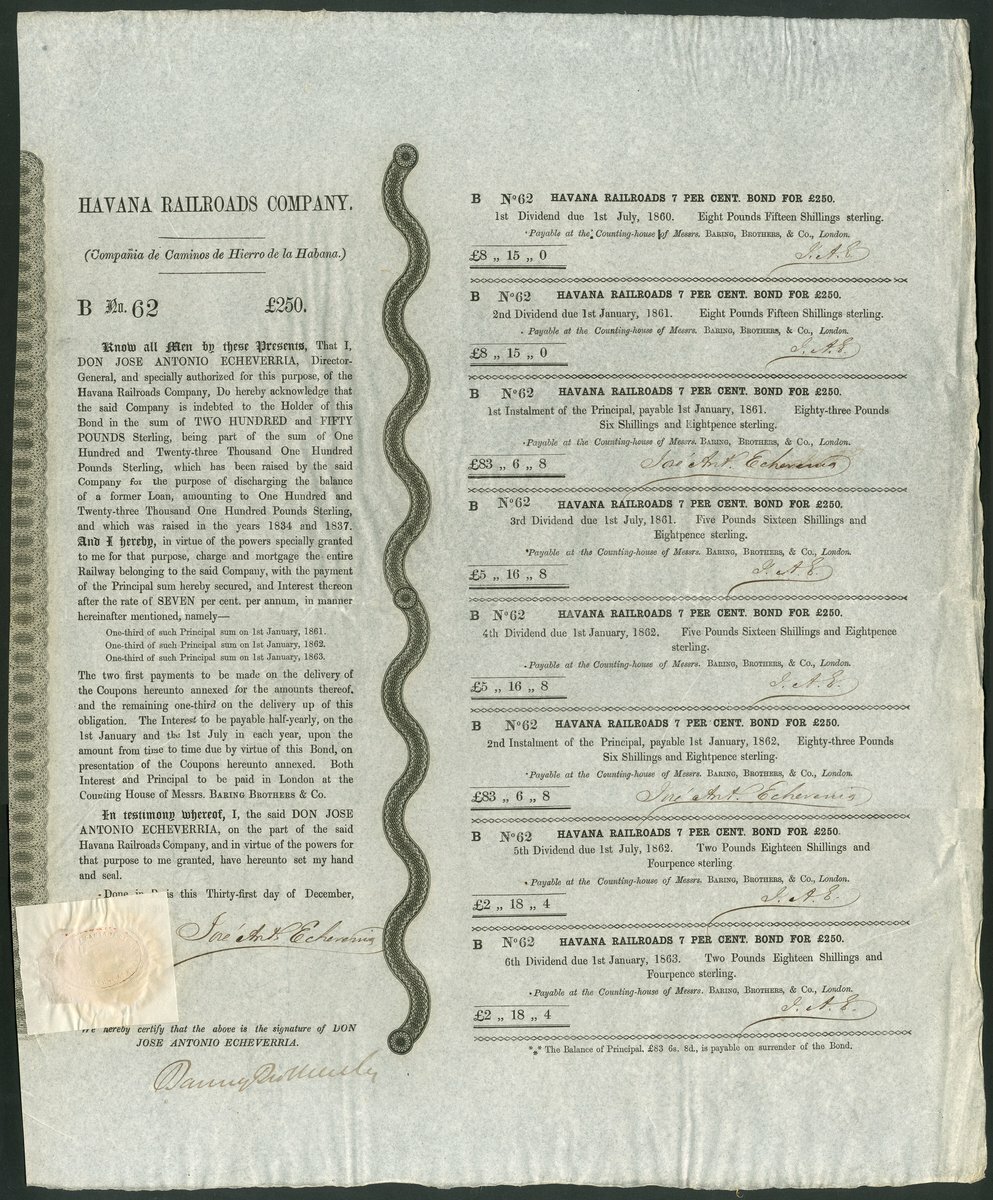 HAVANA RAILROADS COMPANY.
(Compañia de Caminos de Hierro de la Habana.)
B No. 62 £250.
Know all Men by these Presents, That I,
DON JOSE ANTONIO ECHEVERRIA, Director-
General, and specially authorized for this purpose, of the
Havana Railroads Company, Do hereby acknowledge that
the said Company is indebted to the Holder of this
Bond in the sum of TWO HUNDRED and FIFTY
POUNDS Sterling, being part of the sum of One
Hundred and Twenty-three Thousand One Hundred
Pounds Sterling, which has been raised by the said
Company for the purpose of discharging the balance
of a former Loan, amounting to One Hundred and
Twenty-three Thousand One Hundred Pounds Sterling,
and which was raised in the years 1834 and 1837.
And I hereby, in virtue of the powers specially granted
to me for that purpose, charge and mortgage the entire
Railway belonging to the said Company, with the payment
of the Principal sum hereby secured, and Interest thereon
after the rate of SEVEN per cent. per annum, in manner
hereinafter mentioned, namely—
One-third of such Principal sum on 1st January, 1861.
One-third of such Principal sum on 1st January, 1862.
One-third of such Principal sum on 1st January, 1863.
The two first payments to be made on the delivery of
the Coupons hereunto annexed for the amounts thereof,
and the remaining one-third on the delivery up of this
obligation. The Interest to be payable half-yearly, on the
1st January and the 1st July in each year, upon the
amount from time to time due by virtue of this Bond, on
presentation of the Coupons hereunto annexed. Both
Interest and Principal to be paid in London at the
Counting House of Messrs. BARING BROTHERS & Co.
In testimony whereof, I, the said DON JOSE
ANTONIO ECHEVERRIA, on the part of the said
Havana Railroads Company, and in virtue of the powers for
that purpose to me granted, have hereunto set my hand
and seal.
Done in is this Thirty-first day of December,
José Ant. Echeverria
We hereby certify that the above is the signature of DON
JOSE ANTONIO ECHEVERRIA.
B No 62 HAVANA RAILROADS 7 PER CENT. BOND FOR £250.
1st Dividend due 1st July, 1860. Eight Pounds Fifteen Shillings sterling.
Payable at the Counting-house of Messrs. BARING, BROTHERS, & Co., London.
£8 „ 15 „ 0 J. A. E.
B No 62 HAVANA RAILROADS 7 PER CENT. BOND FOR £250.
2nd Dividend due 1st January, 1861. Eight Pounds Fifteen Shillings sterling.
Payable at the Counting-house of Messrs. BARING, BROTHERS, & Co., London.
£8 „ 15 „ 0 J. A. E.
B No 62 HAVANA RAILROADS 7 PER CENT. BOND FOR £250.
1st Instalment of the Principal, payable 1st January, 1861. Eighty-three Pounds
Six Shillings and Eightpence sterling.
Payable at the Counting-house of Messrs. BARING, BROTHERS, & Co., London.
£83 „ 6 „ 8 José Ant. Echeverria
B No 62 HAVANA RAILROADS 7 PER CENT. BOND FOR £250.
3rd Dividend due 1st July, 1861. Five Pounds Sixteen Shillings and
Eightpence sterling.
Payable at the Counting-house of Messrs. BARING, BROTHERS, & Co., London.
£5 „ 16 „ 8 J. A. E.
B No 62 HAVANA RAILROADS 7 PER CENT. BOND FOR £250.
4th Dividend due 1st January, 1862. Five Pounds Sixteen Shillings and Eightpence
sterling.
Payable at the Counting-house of Messrs. BARING, BROTHERS, & Co., London.
£5 „ 16 „ 8 J. A. E.
B No 62 HAVANA RAILROADS 7 PER CENT. BOND FOR £250.
2nd Instalment of the Principal, payable 1st January, 1862, Eighty-three Pounds
Six Shillings and Eightpence sterling.
Payable at the Counting-house of Messrs. BARING, BROTHERS, & Co., London.
£83 „ 6 „ 8 José Ant. Echeverria
B No 62 HAVANA RAILROADS 7 PER CENT. BOND FOR £250.
5th Dividend due 1st July, 1862. Two Pounds Eighteen Shillings and
Fourpence sterling.
Payable at the Counting-house of Messrs. BARING, BROTHERS, & Co., London.
£2 „ 18 „ 4 J. A. E.
B No 62 HAVANA RAILROADS 7 PER CENT. BOND FOR £250.
6th Dividend due 1st January, 1863. Two Pounds Eighteen Shillings and
Fourpence sterling.
Payable at the Counting-house of Messrs. BARING, BROTHERS, & Co., London.
£2 „ 18 „ 4 J. A. E.
*** The Balance of Principal. £83 6s. 8d., is payable on surrender of the Bond.